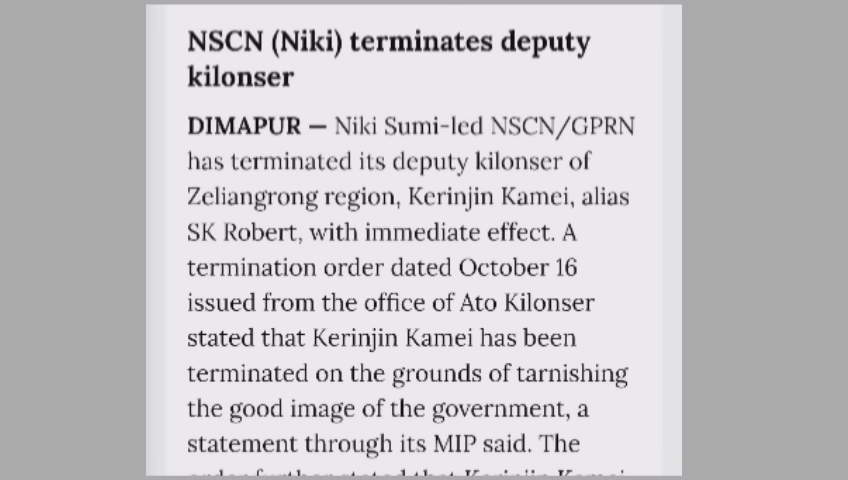 NSCN (Niki) terminates deputy
kilonser
DIMAPUR — Niki Sumi-led NSCN/GPRN
has terminated its deputy kilonser of
Zeliangrong region, Kerinjin Kamei, alias
SK Robert, with immediate effect. A
termination order dated October 16
issued from the office of Ato Kilonser
stated that Kerinjin Kamei has been
terminated on the grounds of tarnishing
the good image of the government, a
statement through its MIP said. The